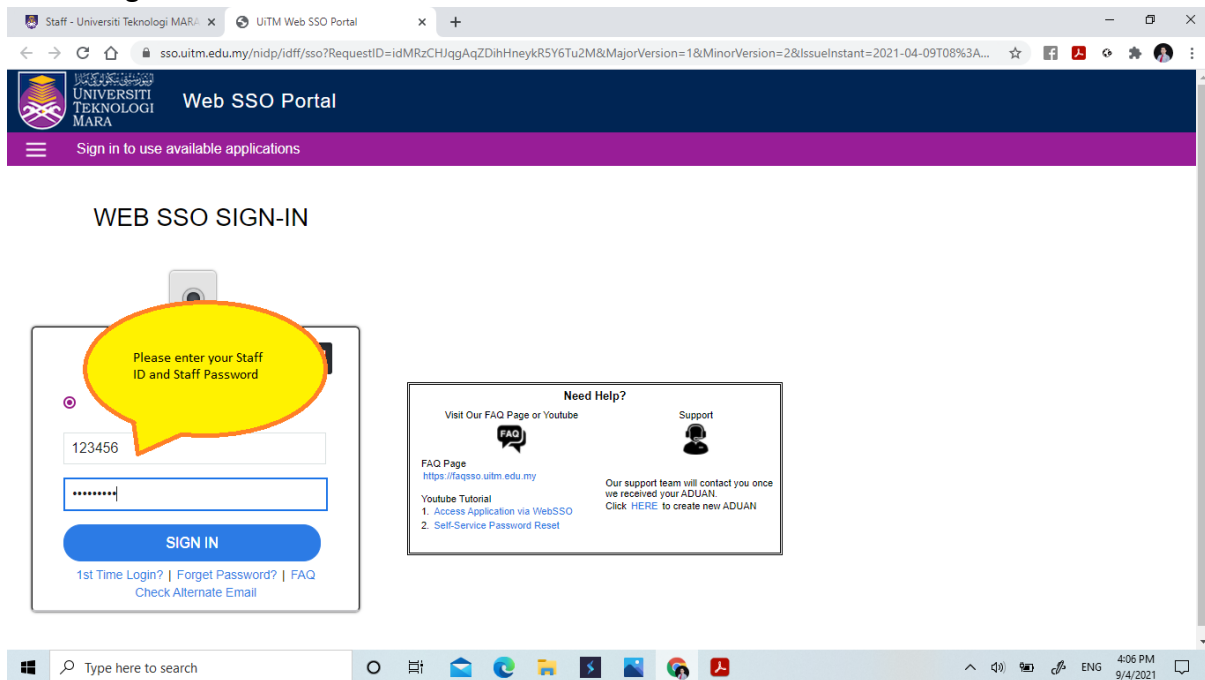 Staff - Universiti Teknologi MARA
UiTM Web SSO Portal
sso.uitm.edu.my/nidp/idff/sso?RequestID=idMRzCHJqgAqZDihHneykR5Y6Tu2M&MajorVersion=1&MinorVersion=2&IssueInstant=2021-04-09T08%3A...
UNIVERSITI
TEKNOLOGI
MARA
Web SSO Portal
Sign in to use available applications
WEB SSO SIGN-IN
Please enter your Staff
ID and Staff Password
123456
SIGN IN
1st Time Login? | Forget Password? | FAQ
Check Alternate Email
Need Help?
Visit Our FAQ Page or Youtube
FAQ
FAQ Page
https://faqsso.uitm.edu.my
Youtube Tutorial
1. Access Application via WebSSO
2. Self-Service Password Reset
Support
Our support team will contact you once
we received your ADUAN.
Click HERE to create new ADUAN
Type here to search
ENG
4:06 PM
9/4/2021